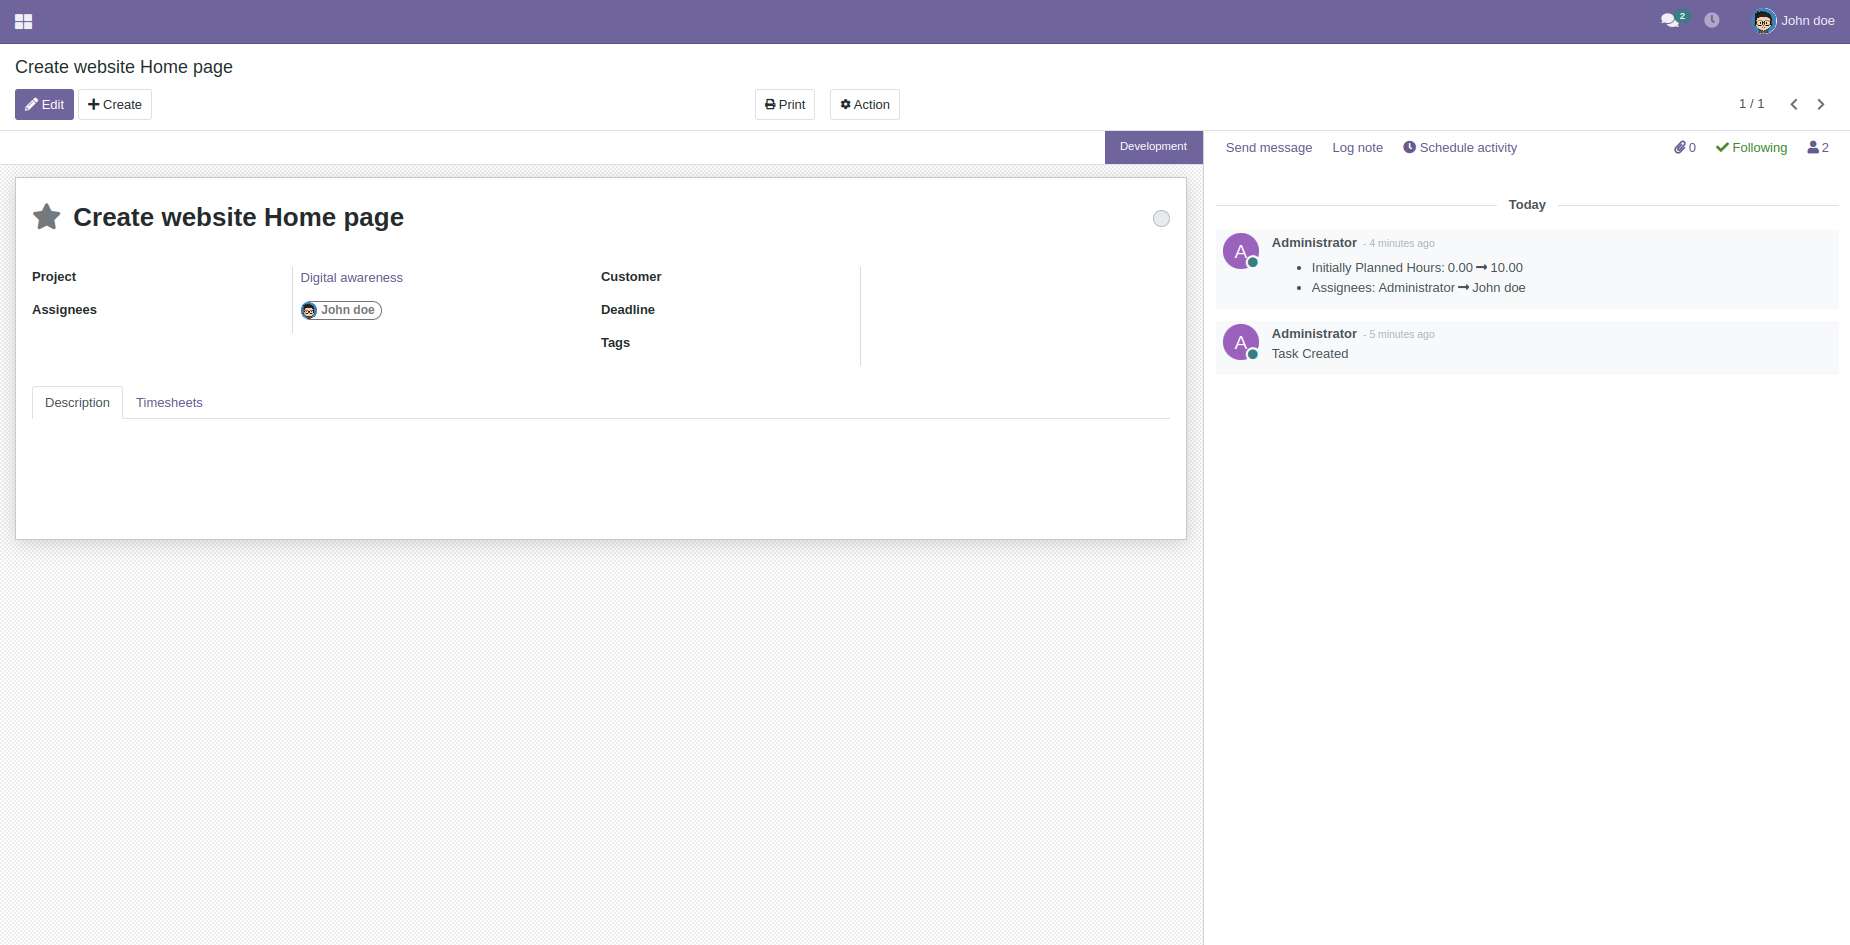 2
John doe
Create website Home page
Edit
Create
Print
Action
1 / 1
Development
Send message
Log note
Schedule activity
0
Following
2
Create website Home page
Project
Digital awareness
Assignees
John doe
Customer
Deadline
Tags
Description
Timesheets
Today
A
Administrator - 4 minutes ago
• Initially Planned Hours: 0.00 → 10.00
• Assignees: Administrator → John doe
A
Administrator - 5 minutes ago
Task Created